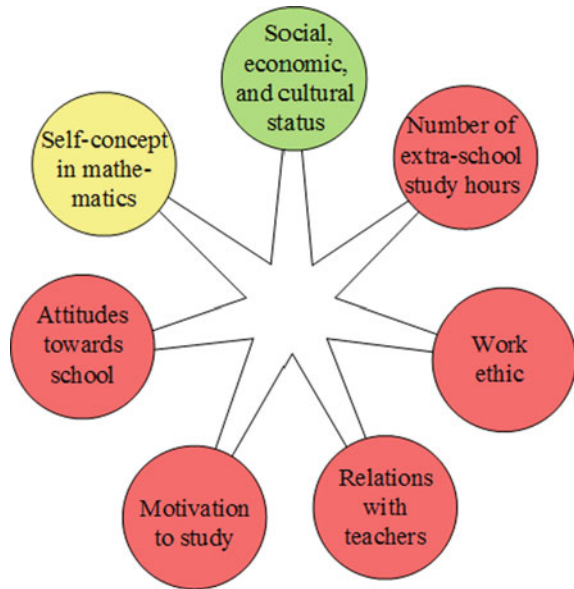 Social,
economic,
and cultural
status
Number of
extra-school
study hours
Work
ethic
Relations
with
teachers
Motivation
to study
Attitudes
towards
school
Self-concept
in mathe-
matics